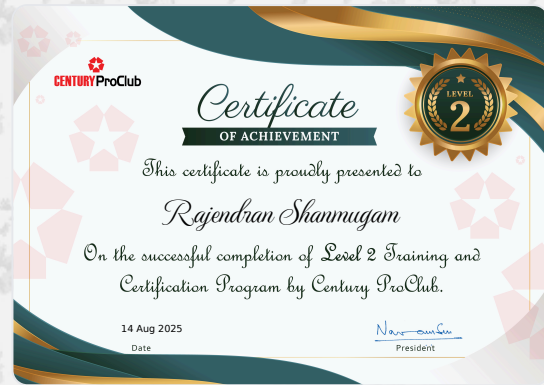 CENTURY ProClub
LEVEL
2
Certificate
OF ACHIEVEMENT
This certificate is proudly presented to
Rajendran Shanmugam
On the successful completion of Level 2 Training and
Certification Program by Century ProClub.
14 Aug 2025
Date
President